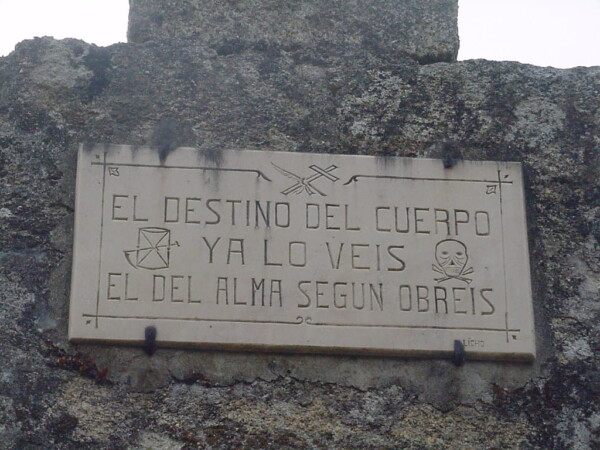 EL DESTINO DEL CUERPO
YA LO VEIS
EL DEL ALMA SEGUN OBREIS